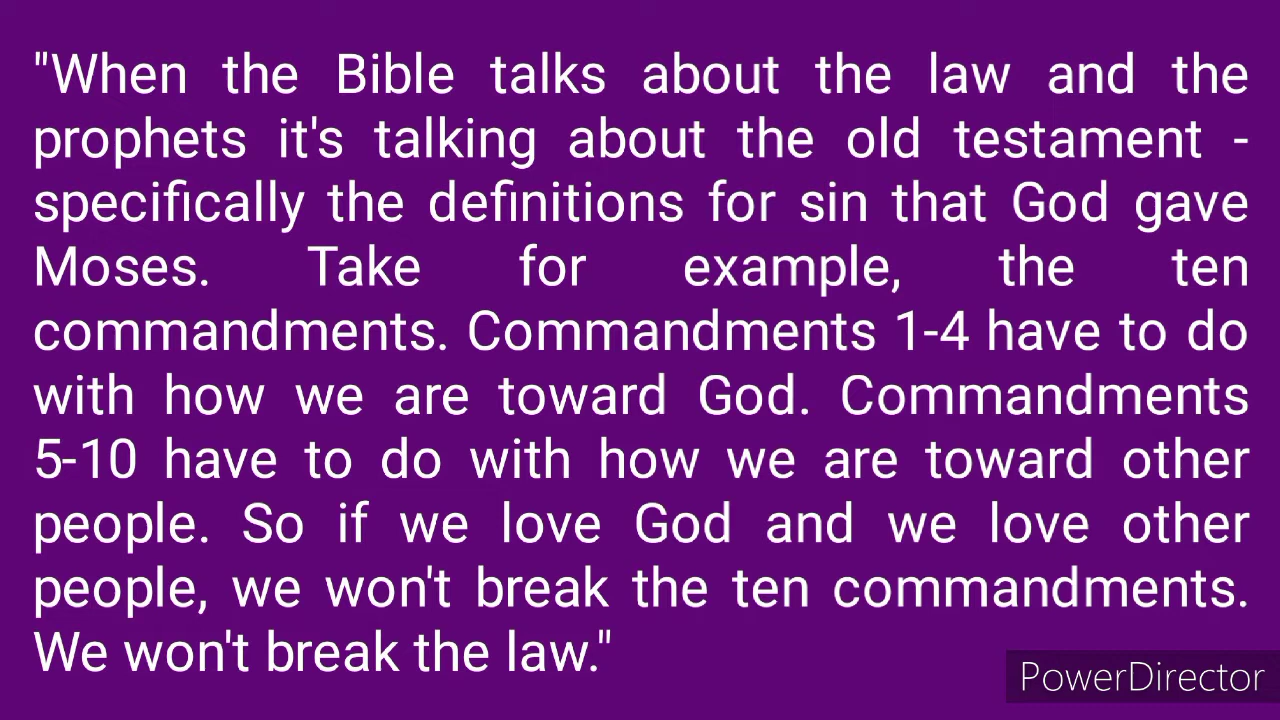 "When the Bible talks about the law and the
prophets it's talking about the old testament -
specifically the definitions for sin that God gave
Moses. Take for example, the ten
commandments. Commandments 1-4 have to do
with how we are toward God. Commandments
5-10 have to do with how we are toward other
people. So if we love God and we love other
people, we won't break the ten commandments.
We won't break the law."
PowerDirector